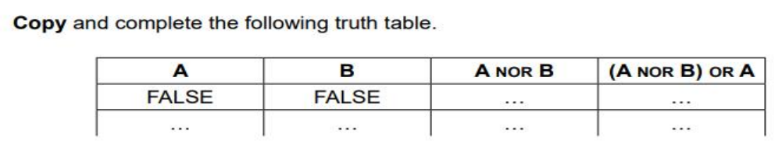 Copy and complete the following truth table.
A B A NOR B (A NOR B) OR A
FALSE FALSE ... ...
... ... ... ...